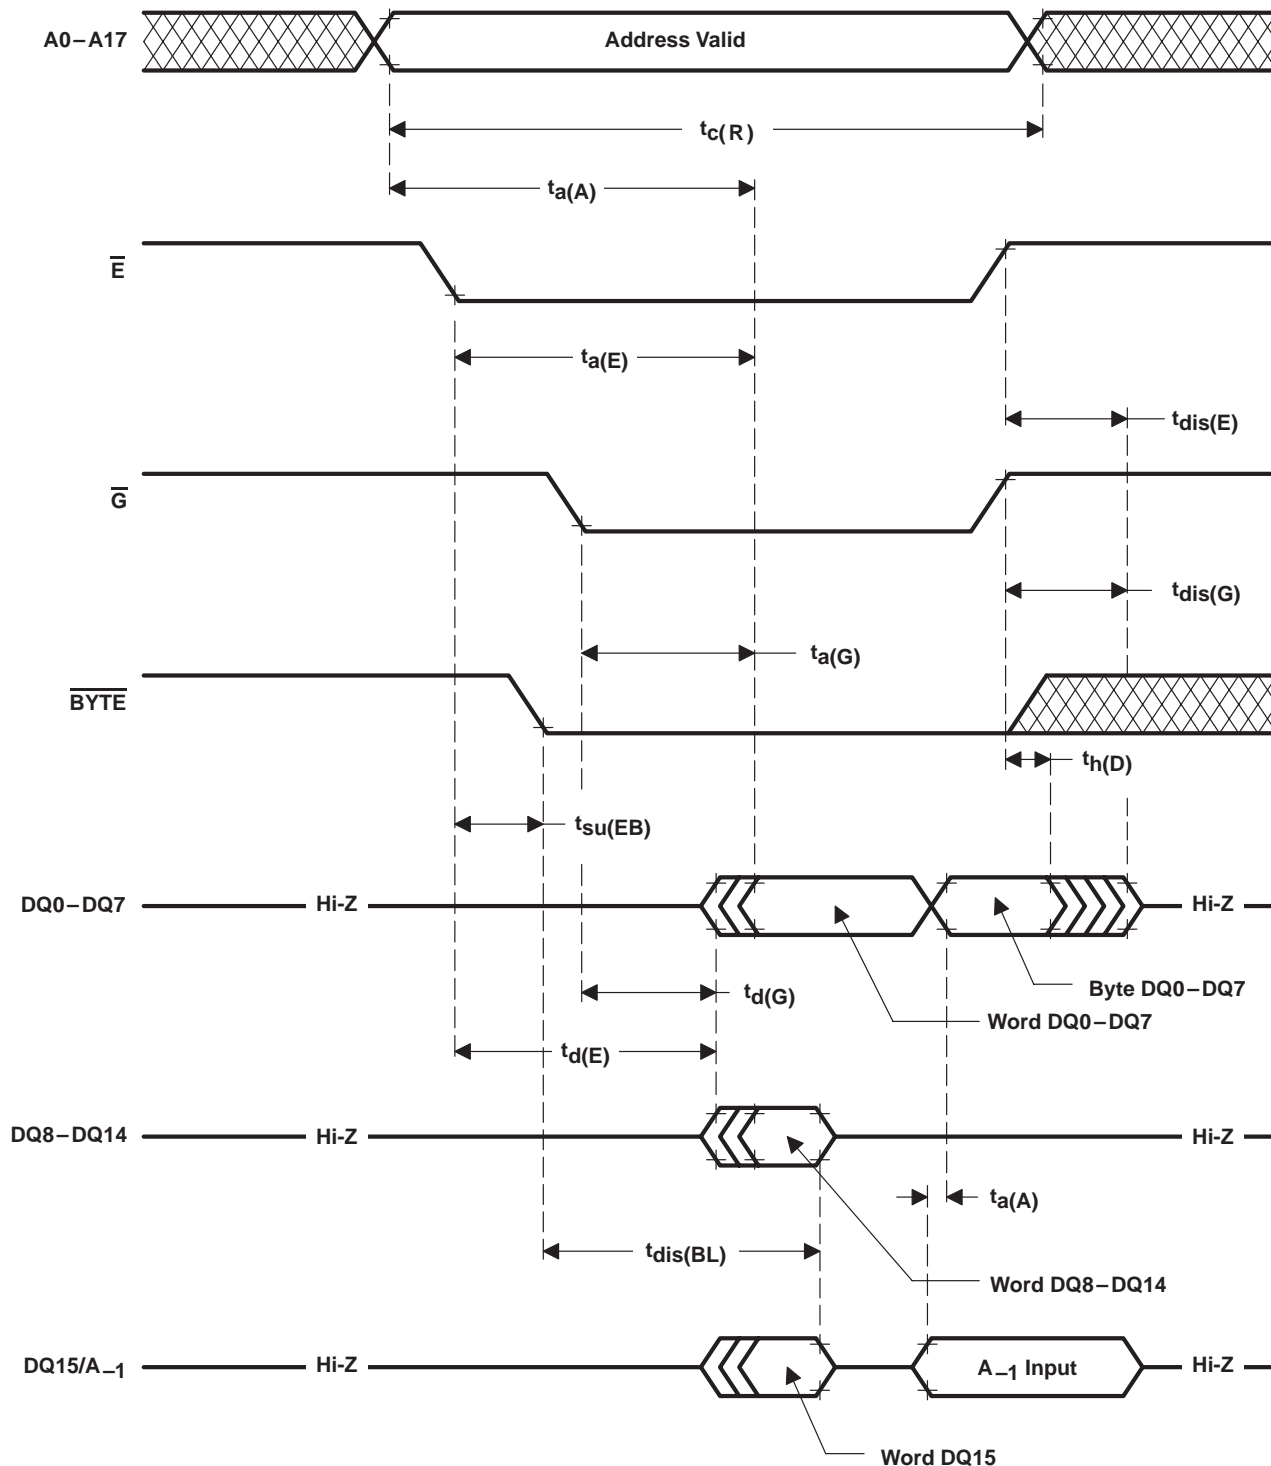 A0–A17
Address Valid
tc(R)
ta(A)
E
ta(E)
tdis(E)
G
tdis(G)
ta(G)
BYTE
th(D)
tsu(EB)
DQ0–DQ7
Hi-Z
Hi-Z
Byte DQ0–DQ7
td(G)
Word DQ0–DQ7
td(E)
DQ8–DQ14
Hi-Z
Hi-Z
ta(A)
tdis(BL)
Word DQ8–DQ14
DQ15/A–1
Hi-Z
A–1 Input
Hi-Z
Word DQ15